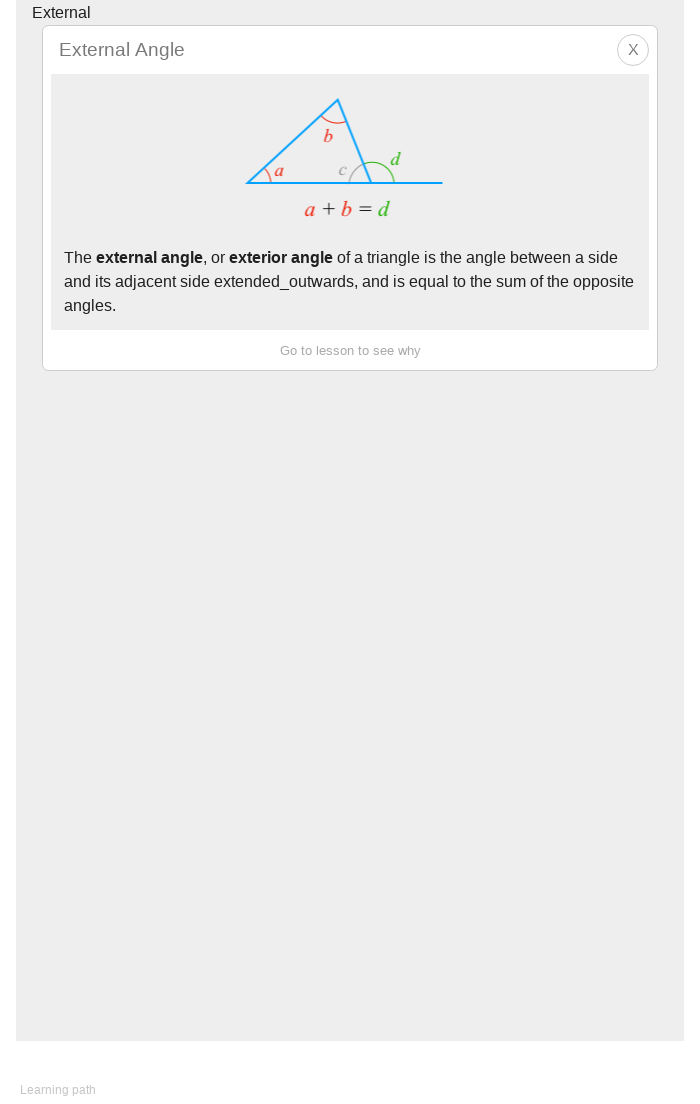 External
External Angle
X
b
a
c
d
a + b = d
The external angle, or exterior angle of a triangle is the angle between a side
and its adjacent side extended_outwards, and is equal to the sum of the opposite
angles.
Go to lesson to see why
Learning path